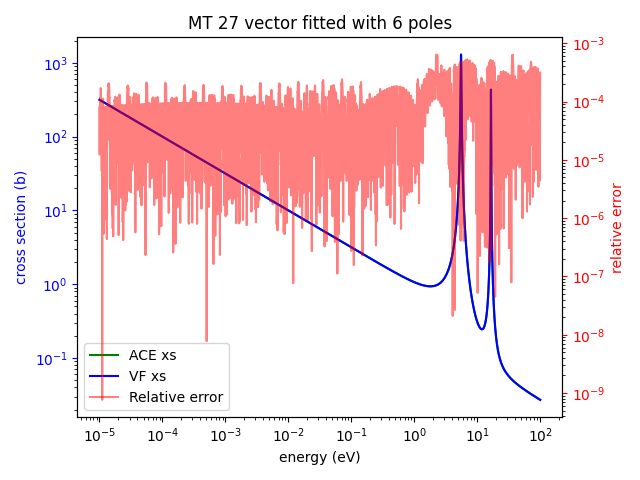 MT 27 vector fitted with 6 poles
10³
10²
10¹
10⁰
10⁻¹
cross section (b)
10⁻³
10⁻⁴
10⁻⁵
10⁻⁶
10⁻⁷
10⁻⁸
10⁻⁹
relative error
ACE xs
VF xs
Relative error
10⁻⁵ 10⁻⁴ 10⁻³ 10⁻² 10⁻¹ 10⁰ 10¹ 10²
energy (eV)